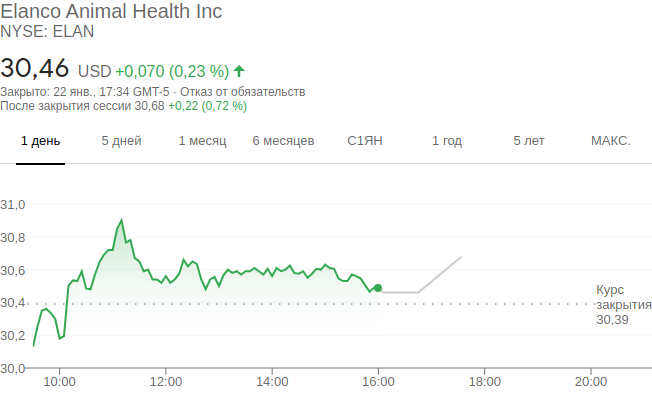 Elanco Animal Health Inc
NYSE: ELAN
30,46 USD +0,070 (0,23 %)
Закрыто: 22 янв., 17:34 GMT-5 · Отказ от обязательств
После закрытия сессии 30,68 +0,22 (0,72 %)
1 день 5 дней 1 месяц 6 месяцев С1ЯН 1 год 5 лет МАКС.
31,0
30,8
30,6
30,4
Курс
закрытия
30,39
30,2
30,0
10:00 12:00 14:00 16:00 18:00 20:00